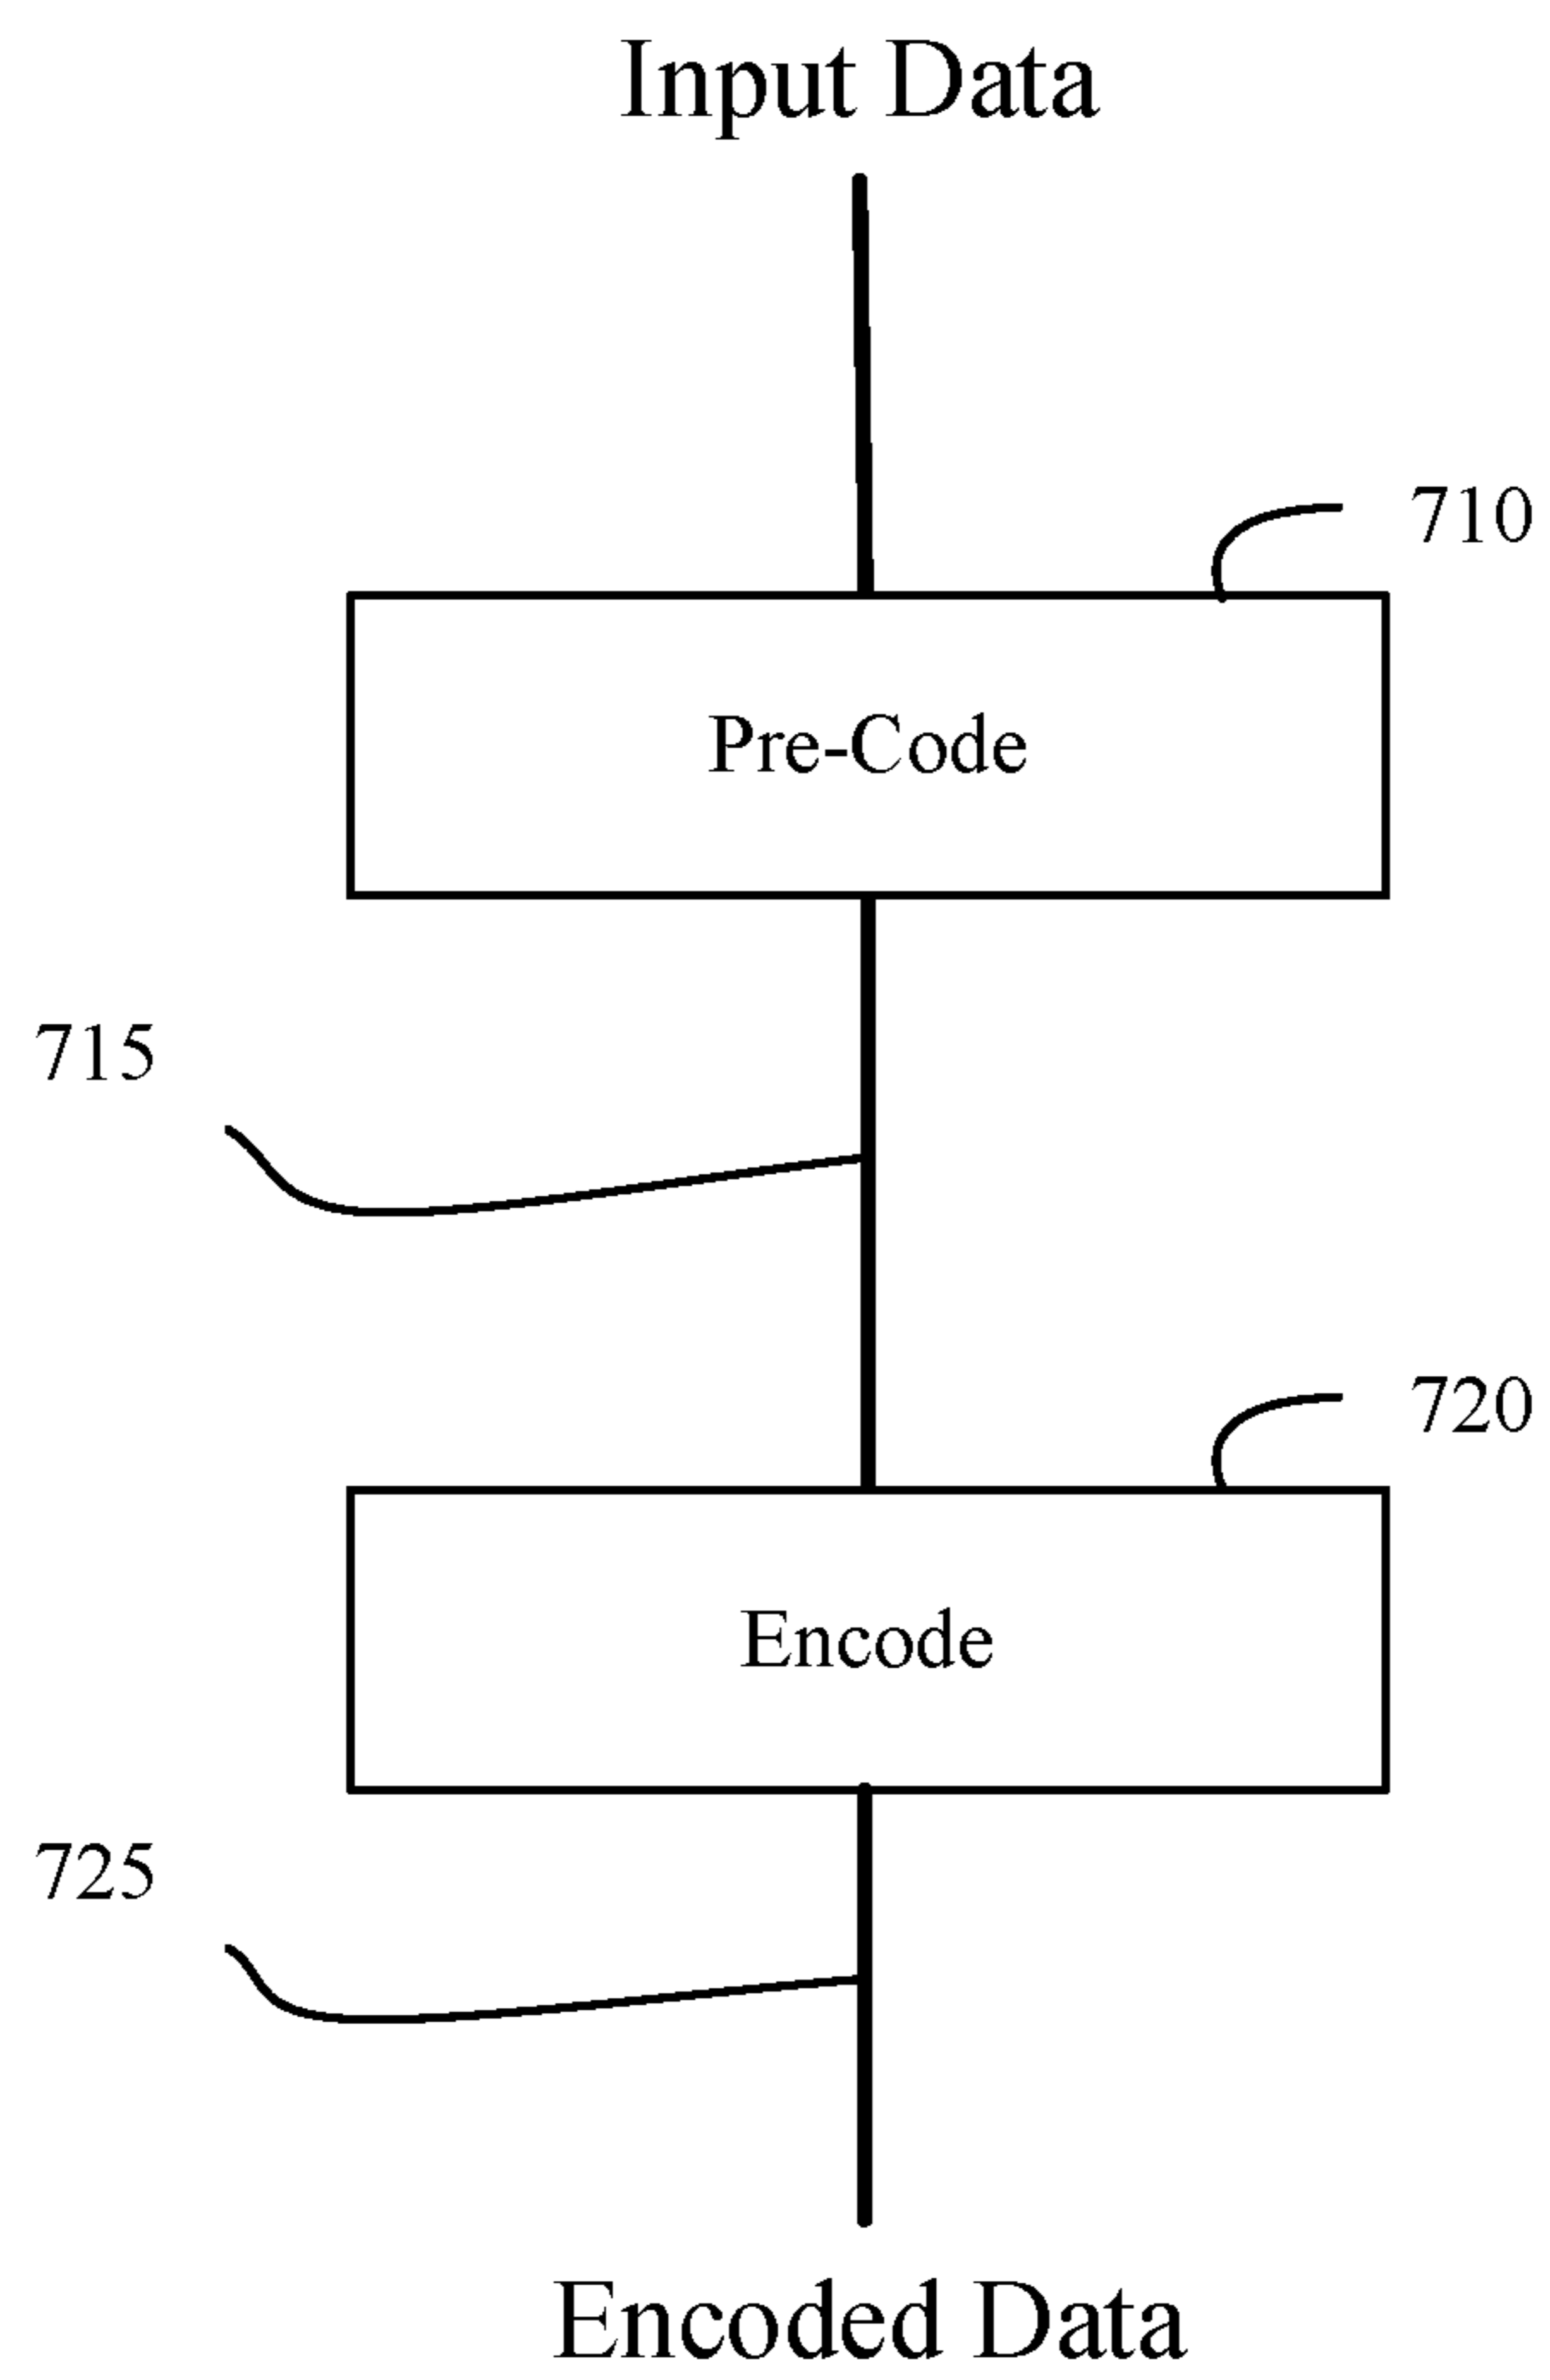 Input Data
710
Pre-Code
715
720
Encode
725
Encoded Data